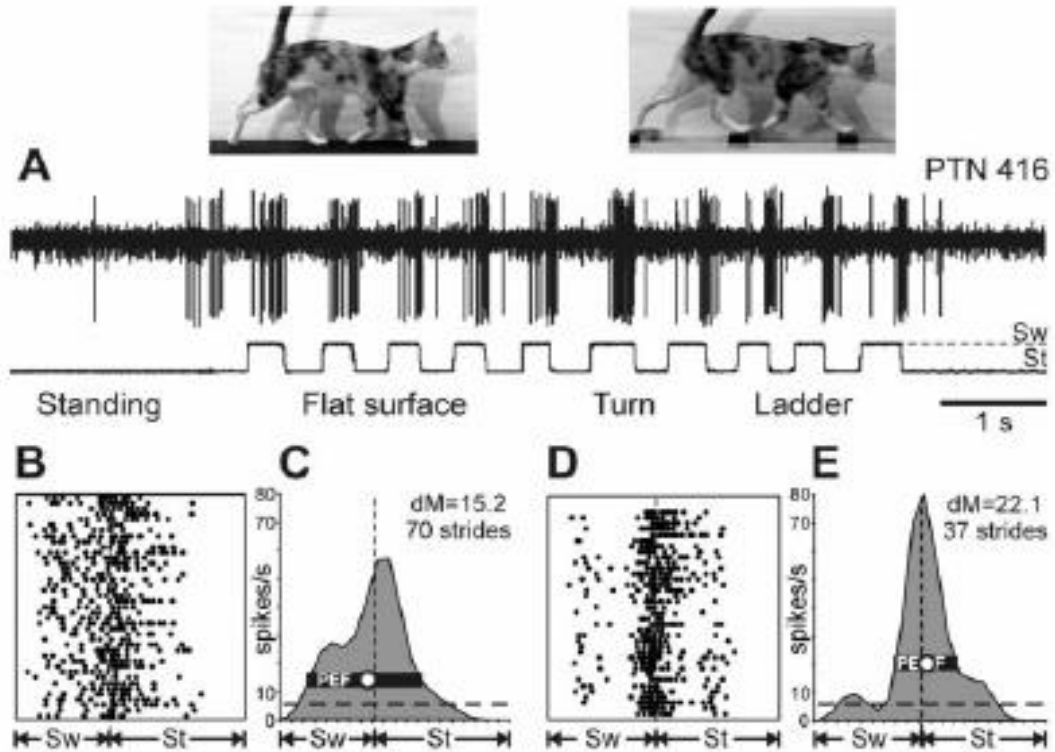 A
PTN 416
Sw
St
Standing
Flat surface
Turn
Ladder
1 s
B
C
D
E
80
70
10
0
spikes/s
dM=15.2
70 strides
PEF
80
70
10
0
spikes/s
dM=22.1
37 strides
PE F
Sw
St
Sw
St
Sw
St
Sw
St